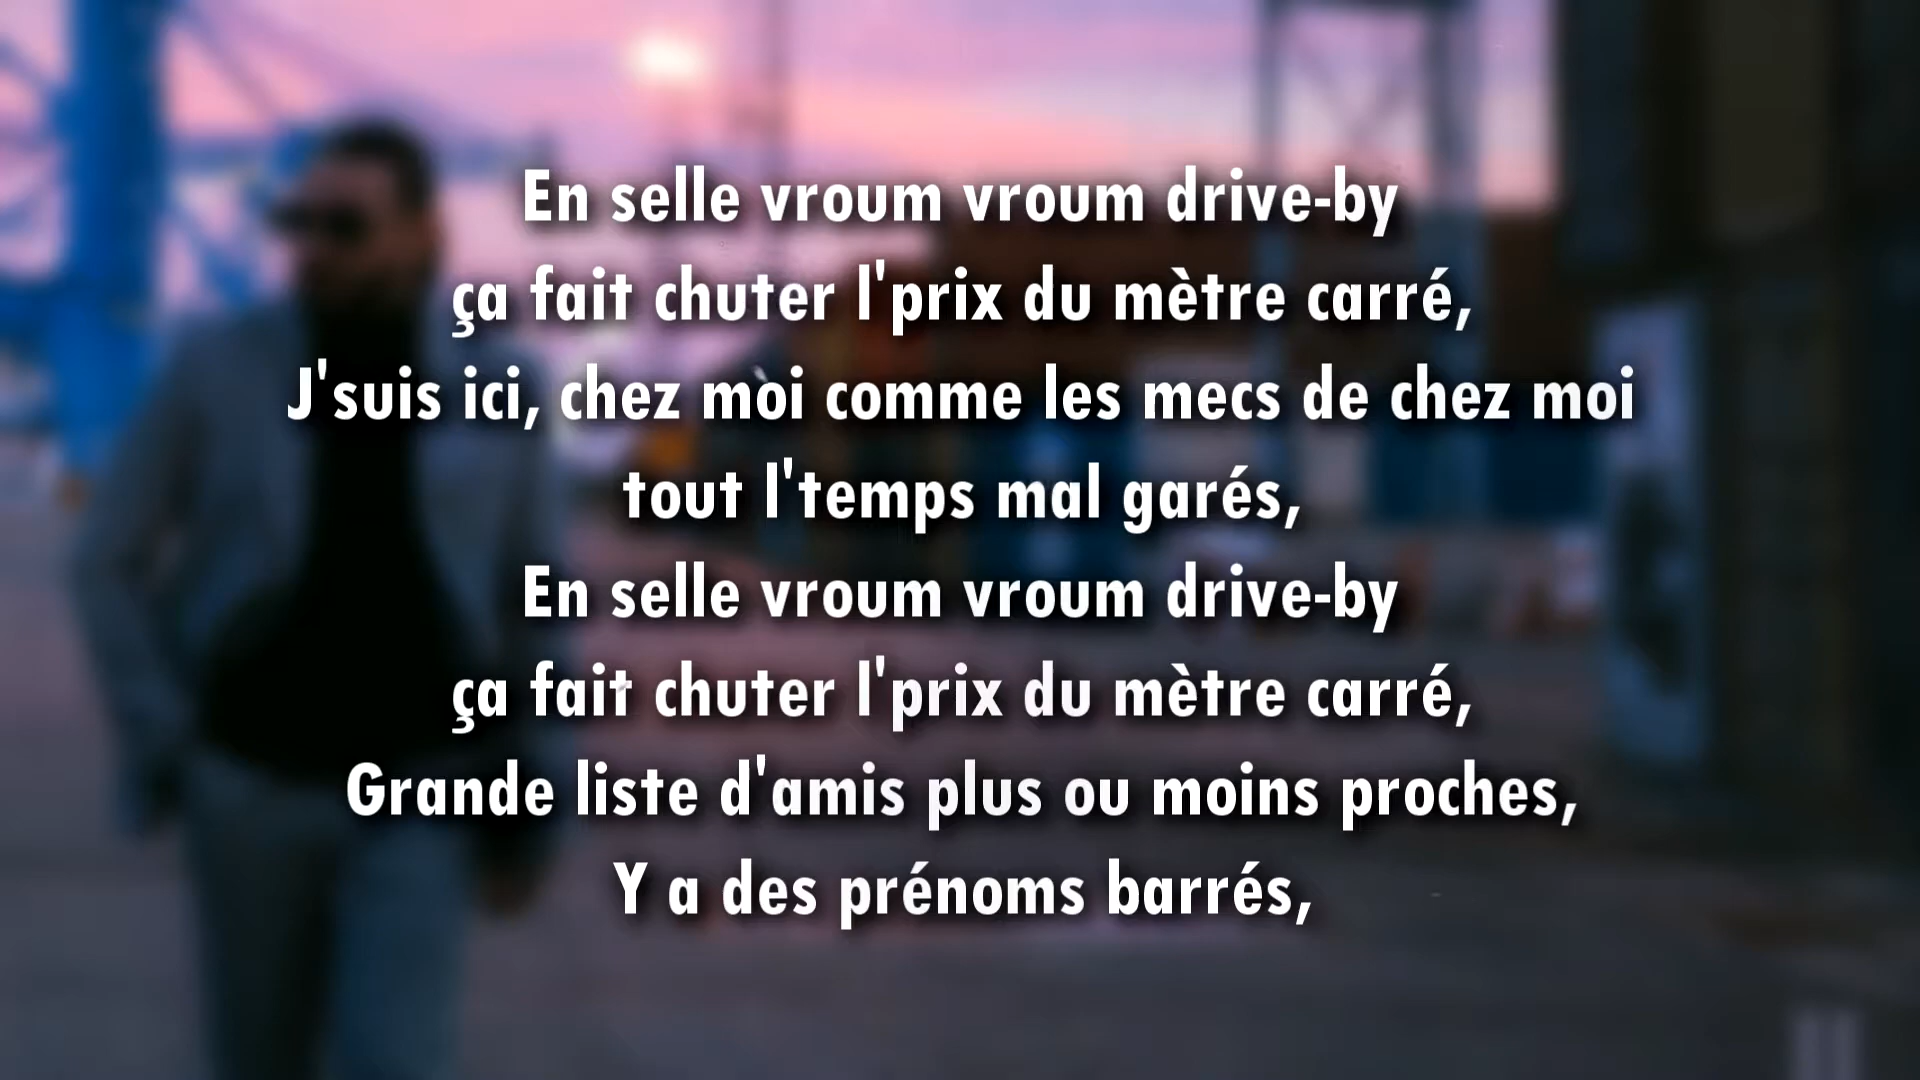 En selle vroum vroum drive-by
ça fait chuter l'prix du mètre carré,
J'suis ici, chez moi comme les mecs de chez moi
tout l'temps mal garés,
En selle vroum vroum drive-by
ça fait chuter l'prix du mètre carré,
Grande liste d'amis plus ou moins proches,
Y a des prénoms barrés,